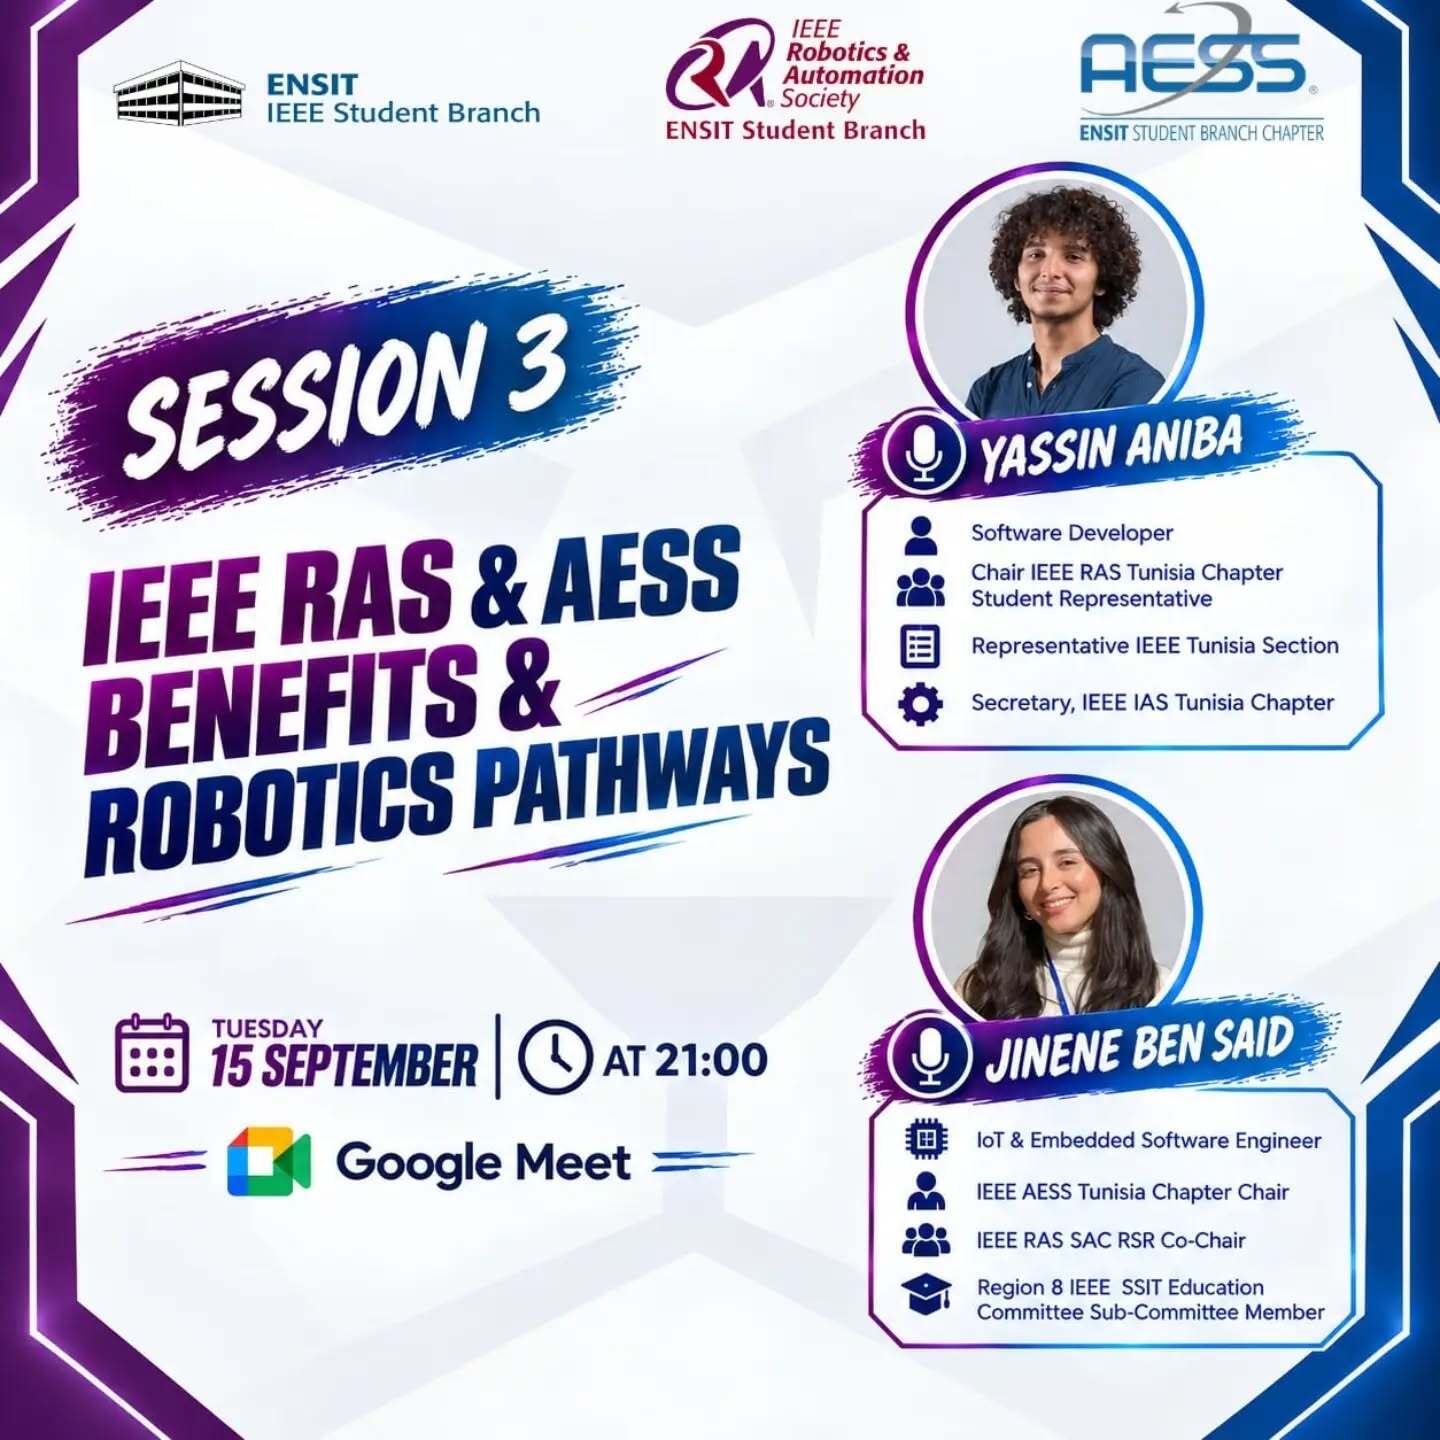 ENSIT
IEEE Student Branch
IEEE
Robotics &
Automation
Society
ENSIT Student Branch
RA
®
AESS
®
ENSIT STUDENT BRANCH CHAPTER
SESSION 3
IEEE RAS & AESS
BENEFITS &
ROBOTICS PATHWAYS
TUESDAY
15 SEPTEMBER
AT 21:00
Google Meet
YASSIN ANIBA
Software Developer
Chair IEEE RAS Tunisia Chapter
Student Representative
Representative IEEE Tunisia Section
Secretary, IEEE IAS Tunisia Chapter
JINENE BEN SAID
IoT & Embedded Software Engineer
IEEE AESS Tunisia Chapter Chair
IEEE RAS SAC RSR Co-Chair
Region 8 IEEE SSIT Education
Committee Sub-Committee Member